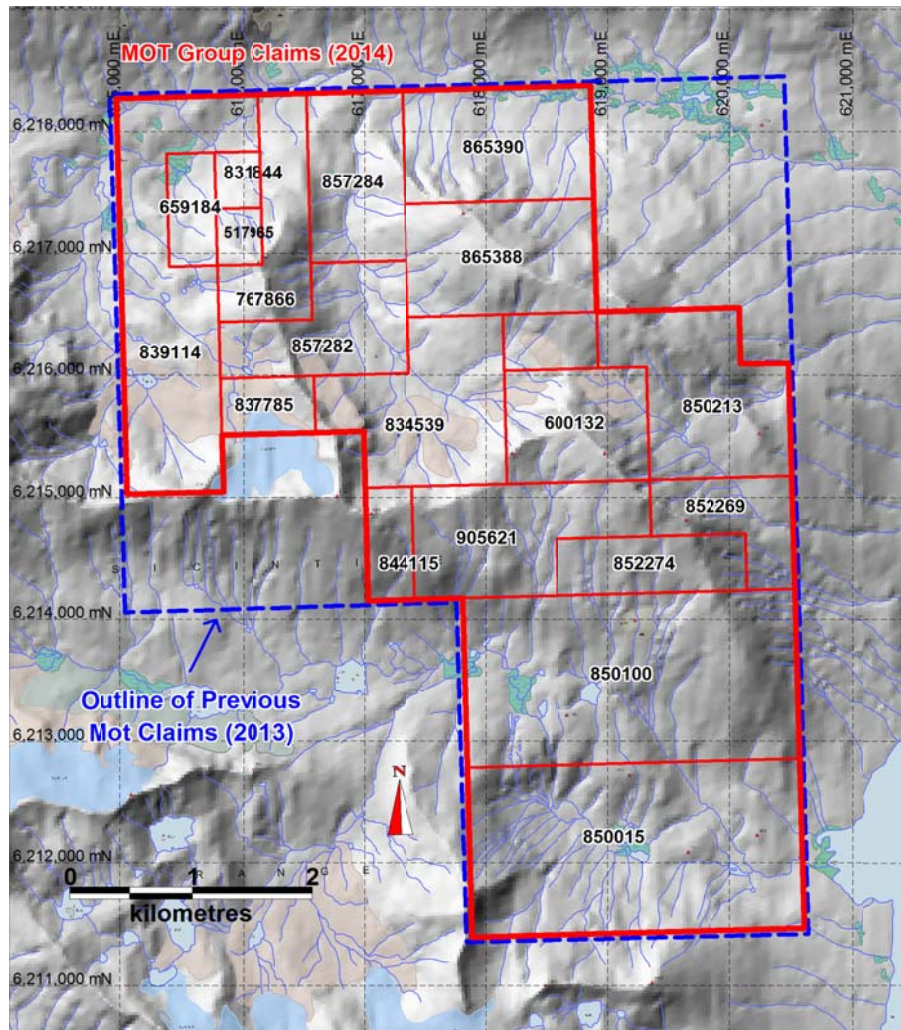 MOT Group Claims (2014)
618,000 mE
619,000 mE
620,000 mE
621,000 mE
6,218,000 mN
865390
831844
857284
659184
517965
6,217,000 mN
865388
767866
857282
839114
6,216,000 mN
837785
834539
600132
850213
6,215,000 mN
852269
905621
844115
852274
S I C I N T I
6,214,000 mN
850100
Outline of Previous
Mot Claims (2013)
6,213,000 mN
N
850015
6,212,000 mN
R A N G E
0 1 2
kilometres
6,211,000 mN